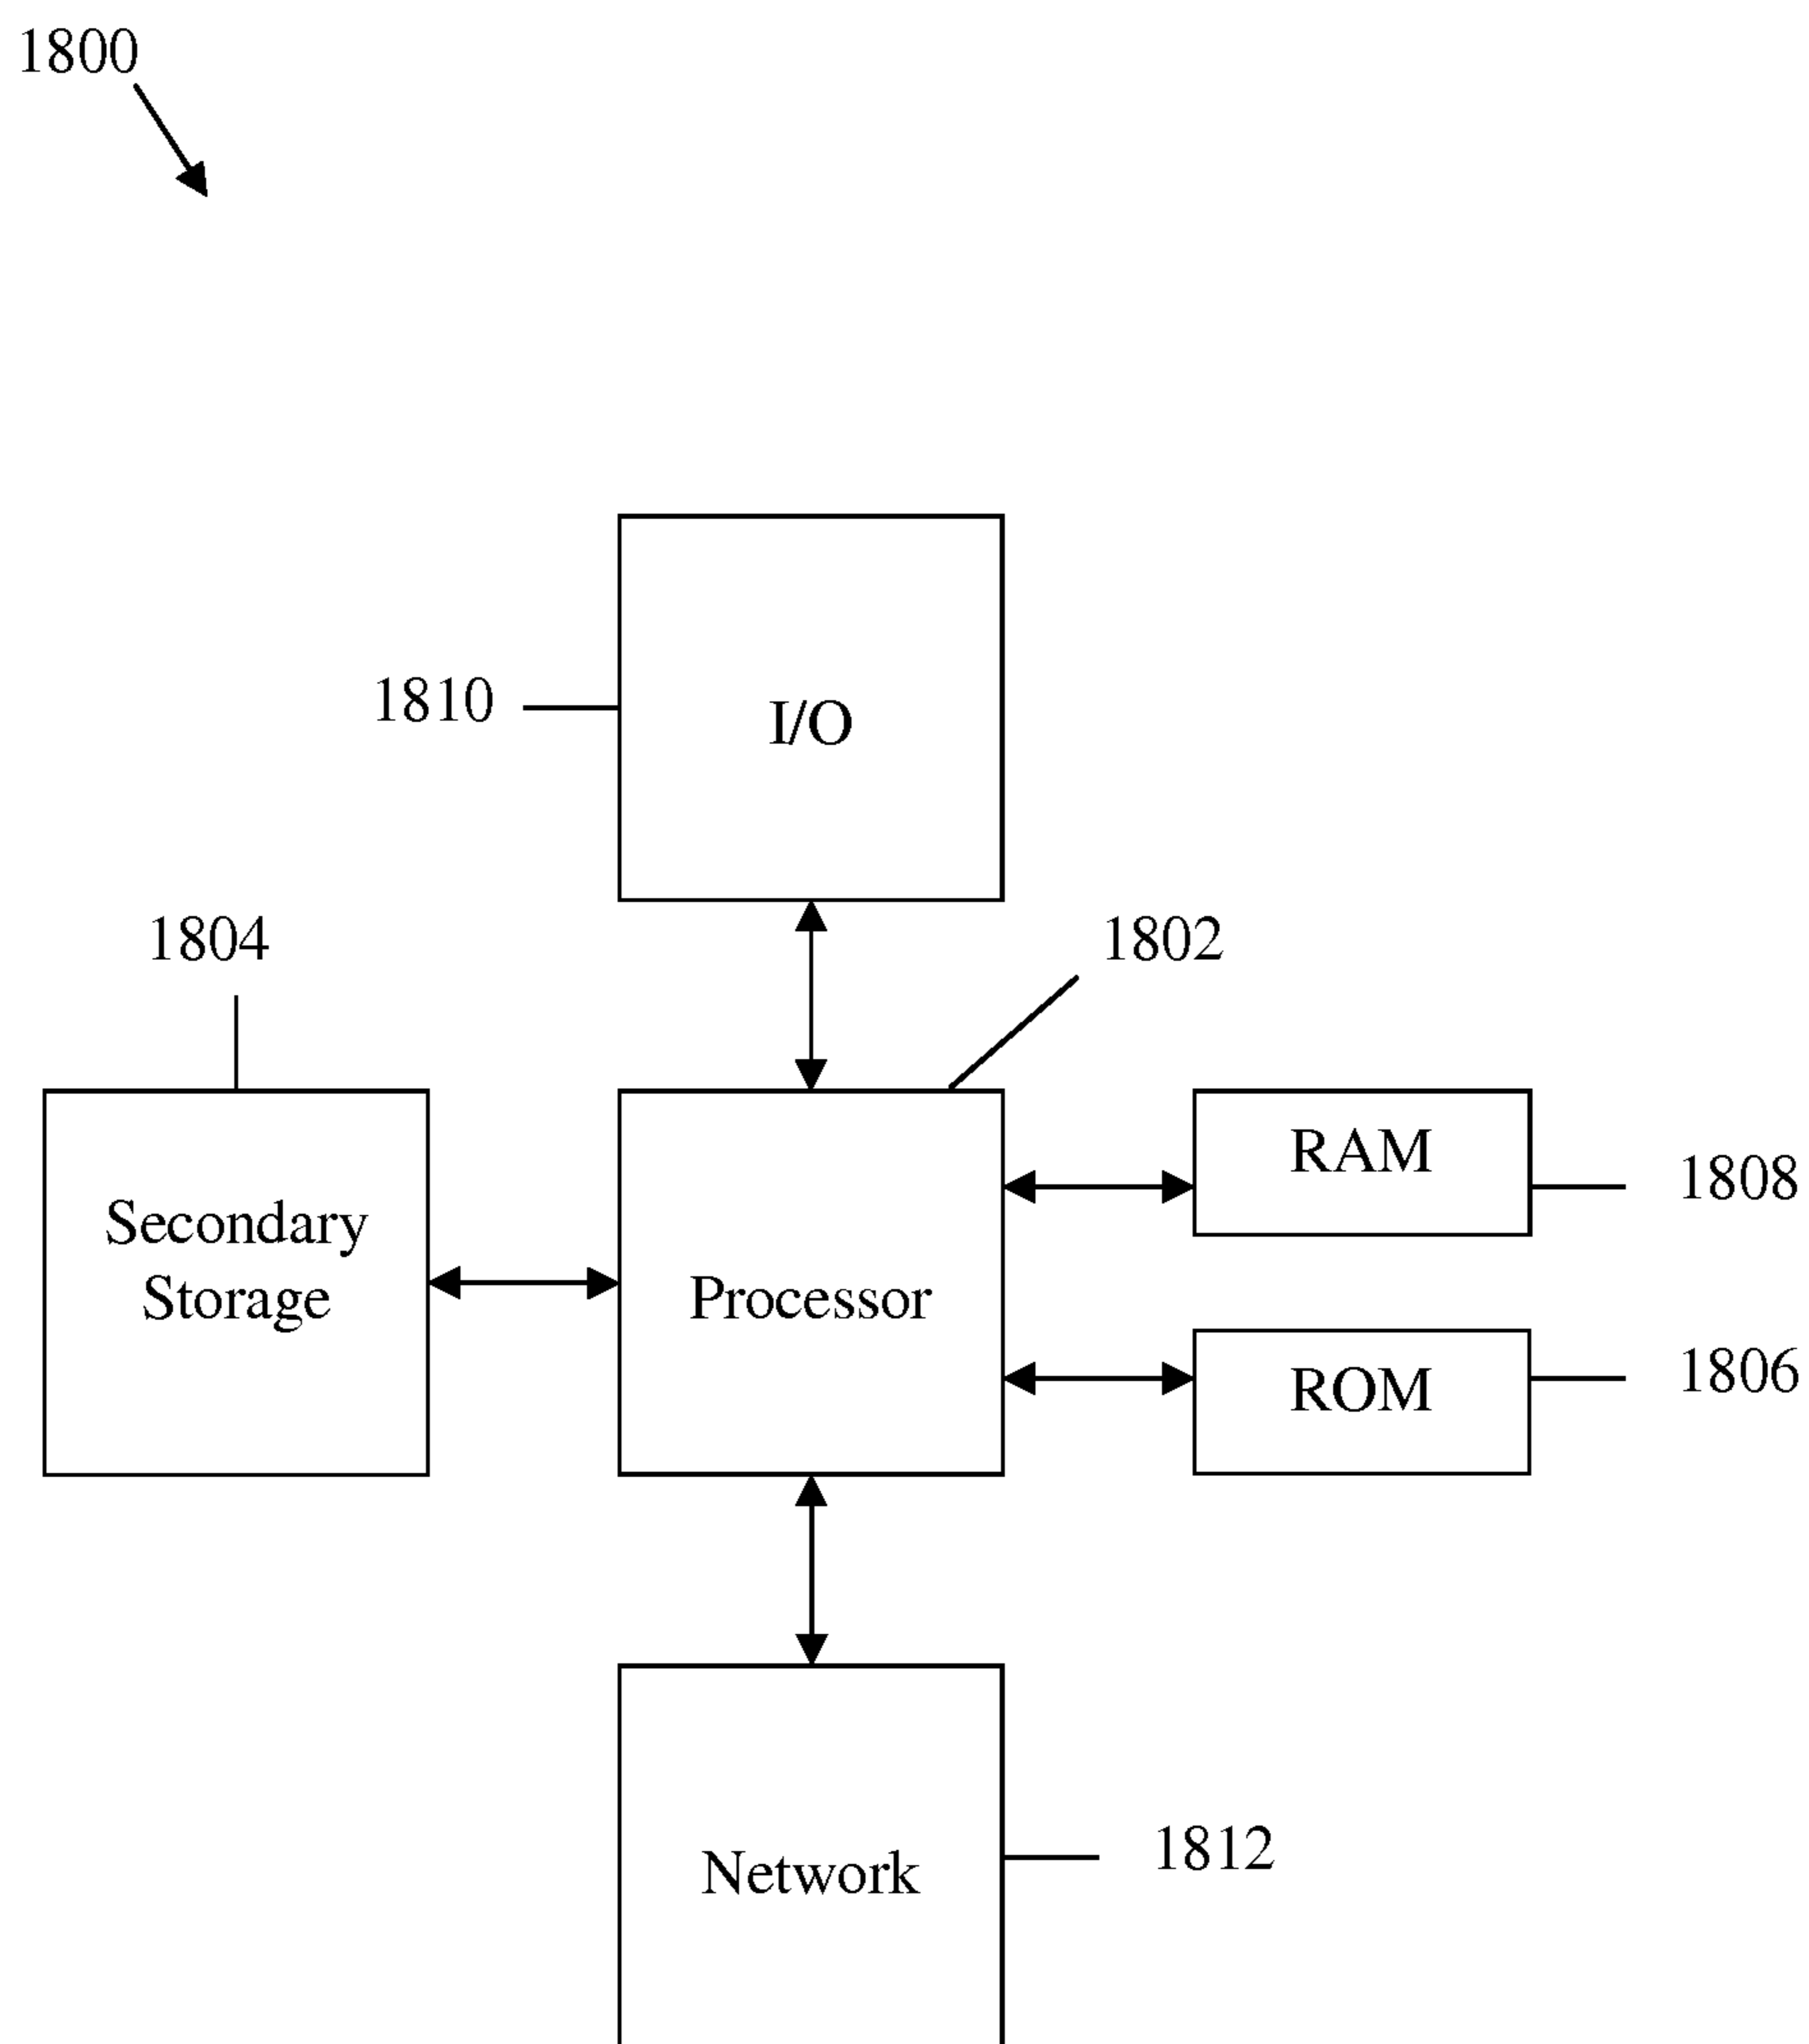 1800
1810
I/O
1804
1802
RAM
1808
Secondary
Storage
Processor
1806
ROM
Network
1812